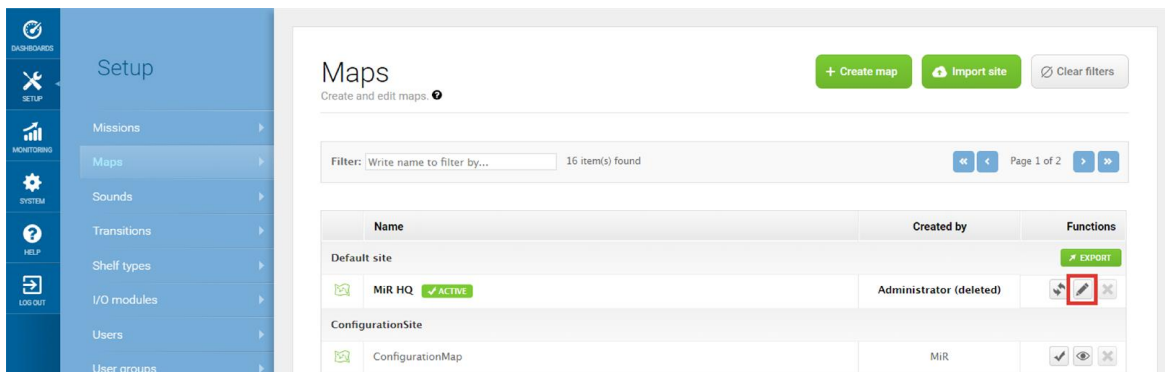 DASHBOARDS
SETUP
MONITORING
SYSTEM
HELP
LOG OUT
Setup
Missions
Maps
Sounds
Transitions
Shelf types
I/O modules
Users
User groups
Maps
Create and edit maps.
+ Create map
Import site
Clear filters
Filter: Write name to filter by... 16 item(s) found
« ‹ Page 1 of 2 › »
Name Created by Functions
Default site EXPORT
MiR HQ ACTIVE Administrator (deleted)
ConfigurationSite
ConfigurationMap MiR